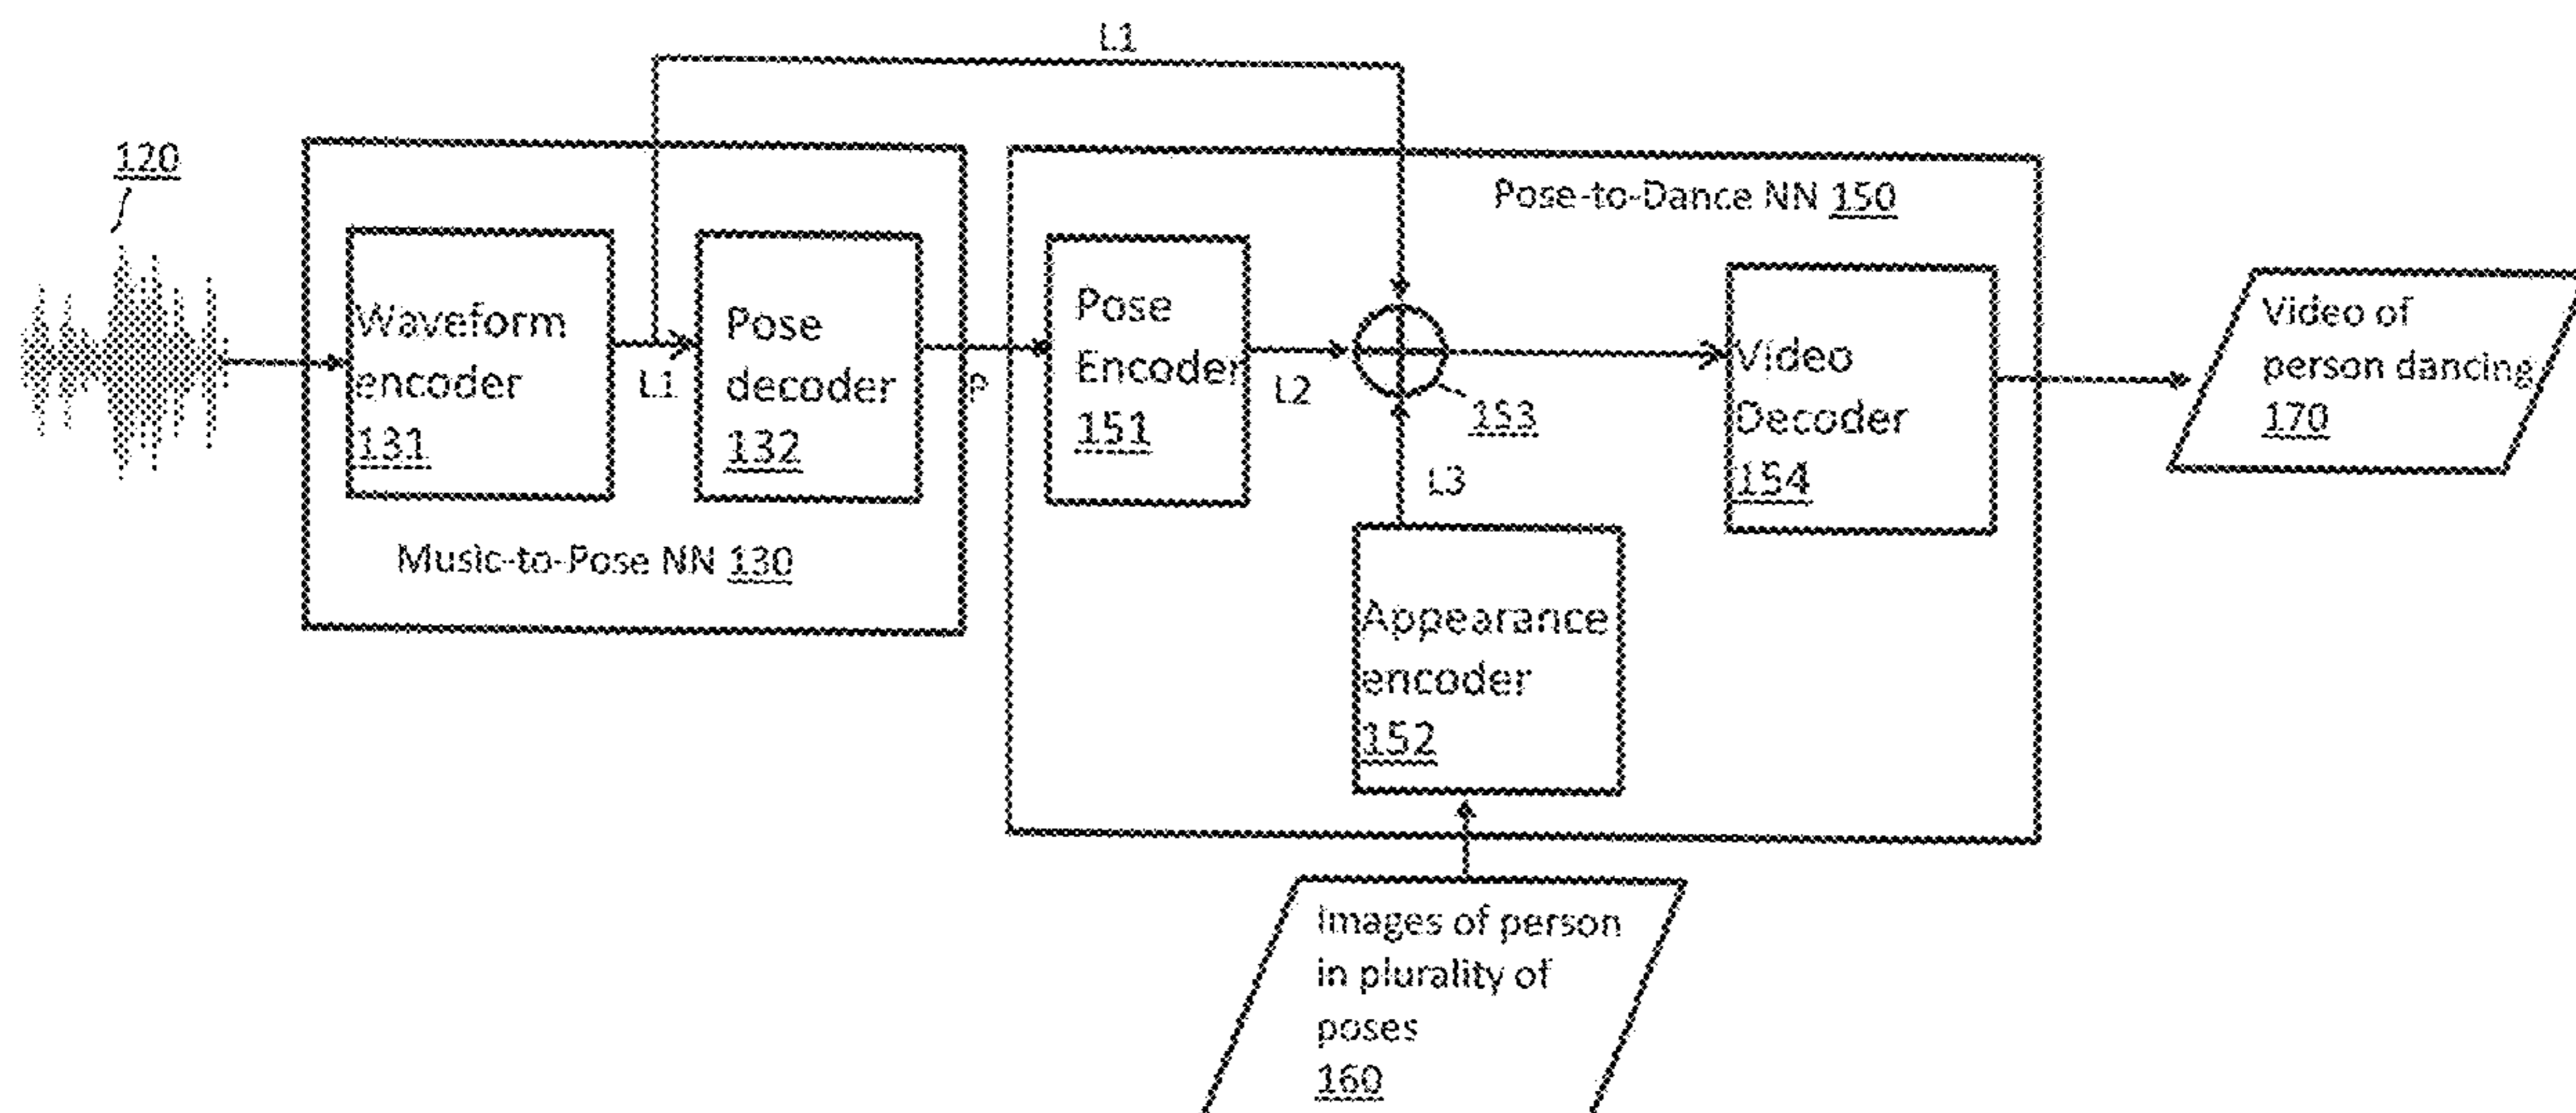 L1
120
Pose-to-Dance NN 150
Waveform
encoder
131
L1
Pose
decoder
132
Music-to-Pose NN 130
P
Pose
Encoder
151
L2
153
L3
Appearance
encoder
152
Video
Decoder
154
Video of
person dancing
170
Images of person
in plurality of
poses
160